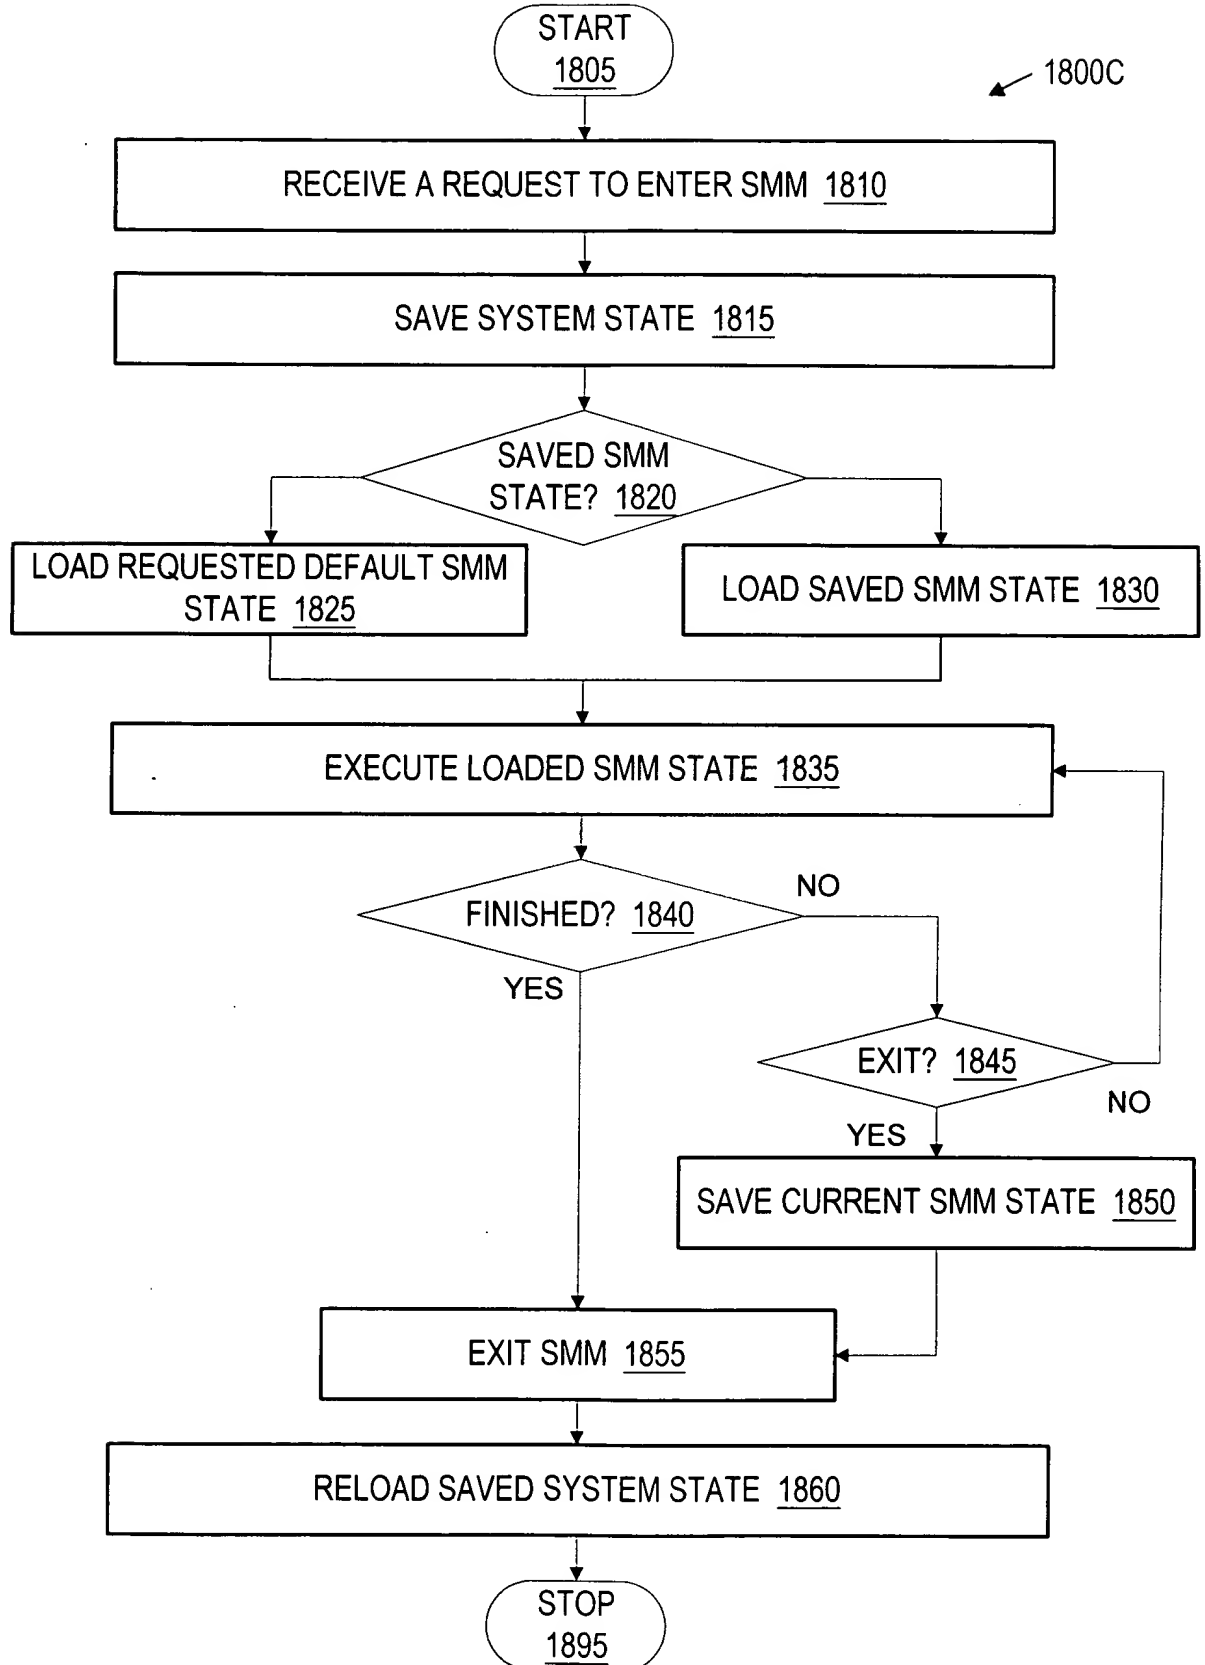 START
1805
1800C
RECEIVE A REQUEST TO ENTER SMM 1810
SAVE SYSTEM STATE 1815
SAVED SMM
STATE? 1820
LOAD REQUESTED DEFAULT SMM
STATE 1825
LOAD SAVED SMM STATE 1830
EXECUTE LOADED SMM STATE 1835
NO
FINISHED? 1840
YES
EXIT? 1845
NO
YES
SAVE CURRENT SMM STATE 1850
EXIT SMM 1855
RELOAD SAVED SYSTEM STATE 1860
STOP
1895